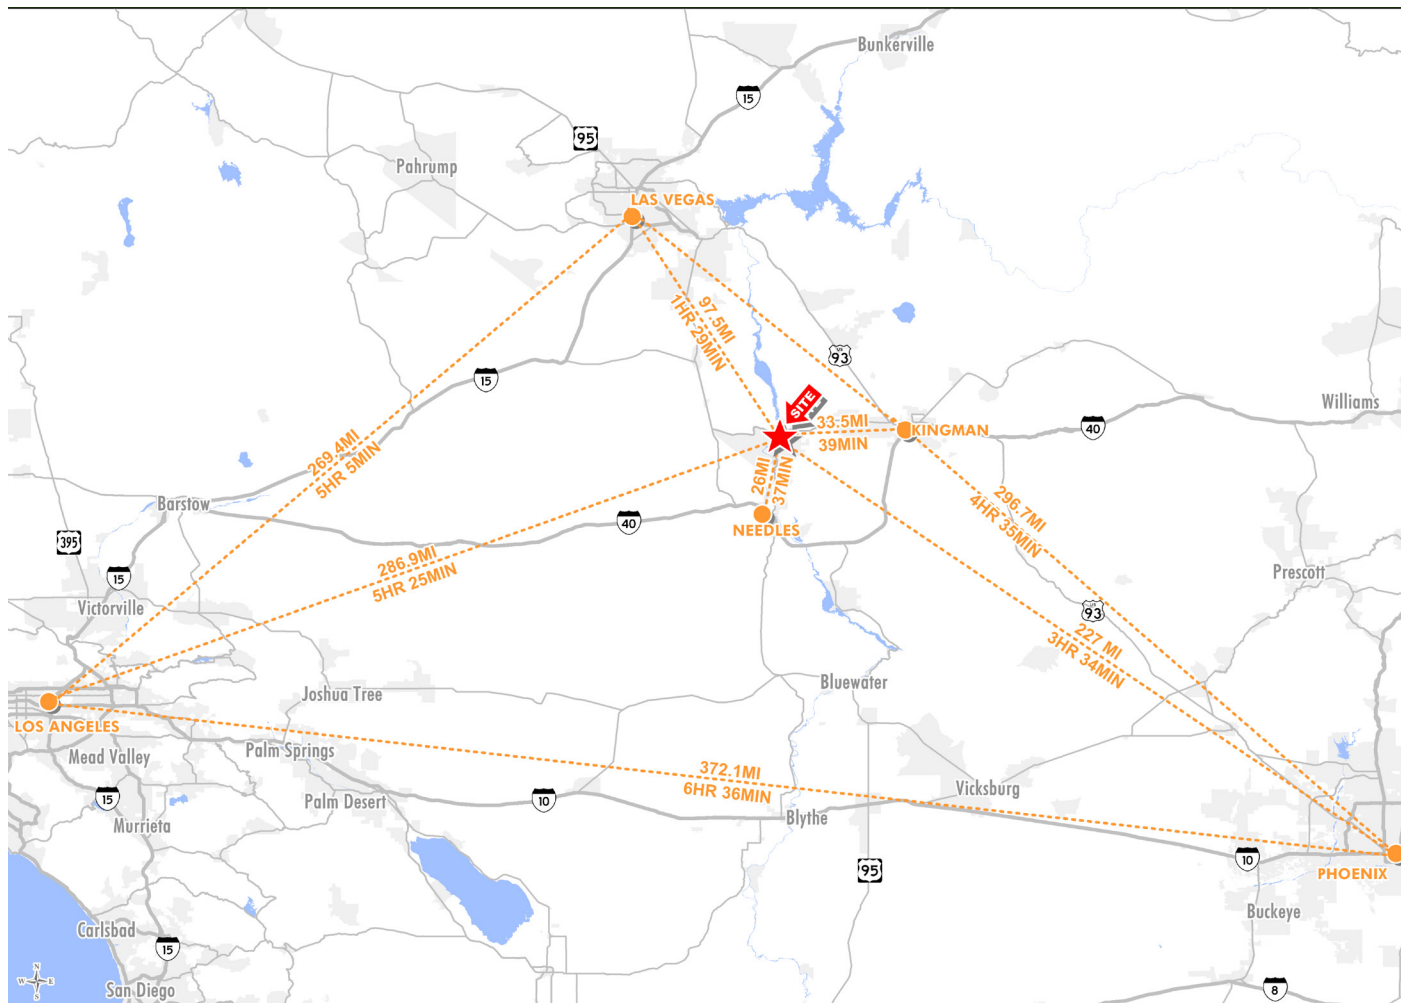 Bunkerville
15
95
Pahrump
LAS VEGAS
97.5MI
1HR 29MIN
US
93
15
SITE
Williams
33.5MI
39MIN
KINGMAN
40
269.4MI
5HR 5MIN
26MI
37MIN
NEEDLES
296.7MI
4HR 35MIN
Barstow
40
395
286.9MI
5HR 25MIN
15
Prescott
Victorville
US
93
227 MI
3HR 34MIN
Joshua Tree
Bluewater
LOS ANGELES
Mead Valley
Palm Springs
372.1MI
6HR 36MIN
Vicksburg
15
Palm Desert
10
Blythe
Murrieta
10
95
PHOENIX
Buckeye
Carlsbad
15
N
W
E
S
San Diego
8